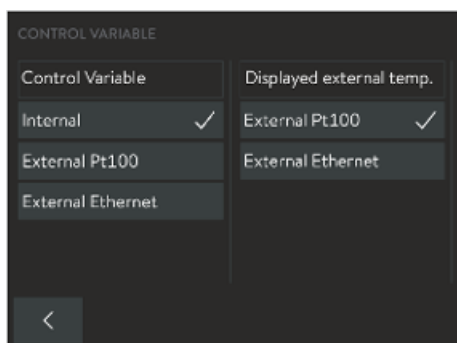 CONTROL VARIABLE
Control Variable
Internal
External Pt100
External Ethernet
Displayed external temp.
External Pt100
External Ethernet